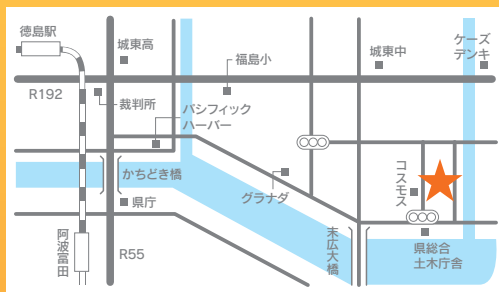 徳島駅
城東高
福島小
城東中
ケーズ
デンキ
R192
裁判所
パシフィック
ハーバー
かちどき橋
グラナダ
コスモス
県庁
阿波富田
R55
末広大橋
県総合
土木庁舎